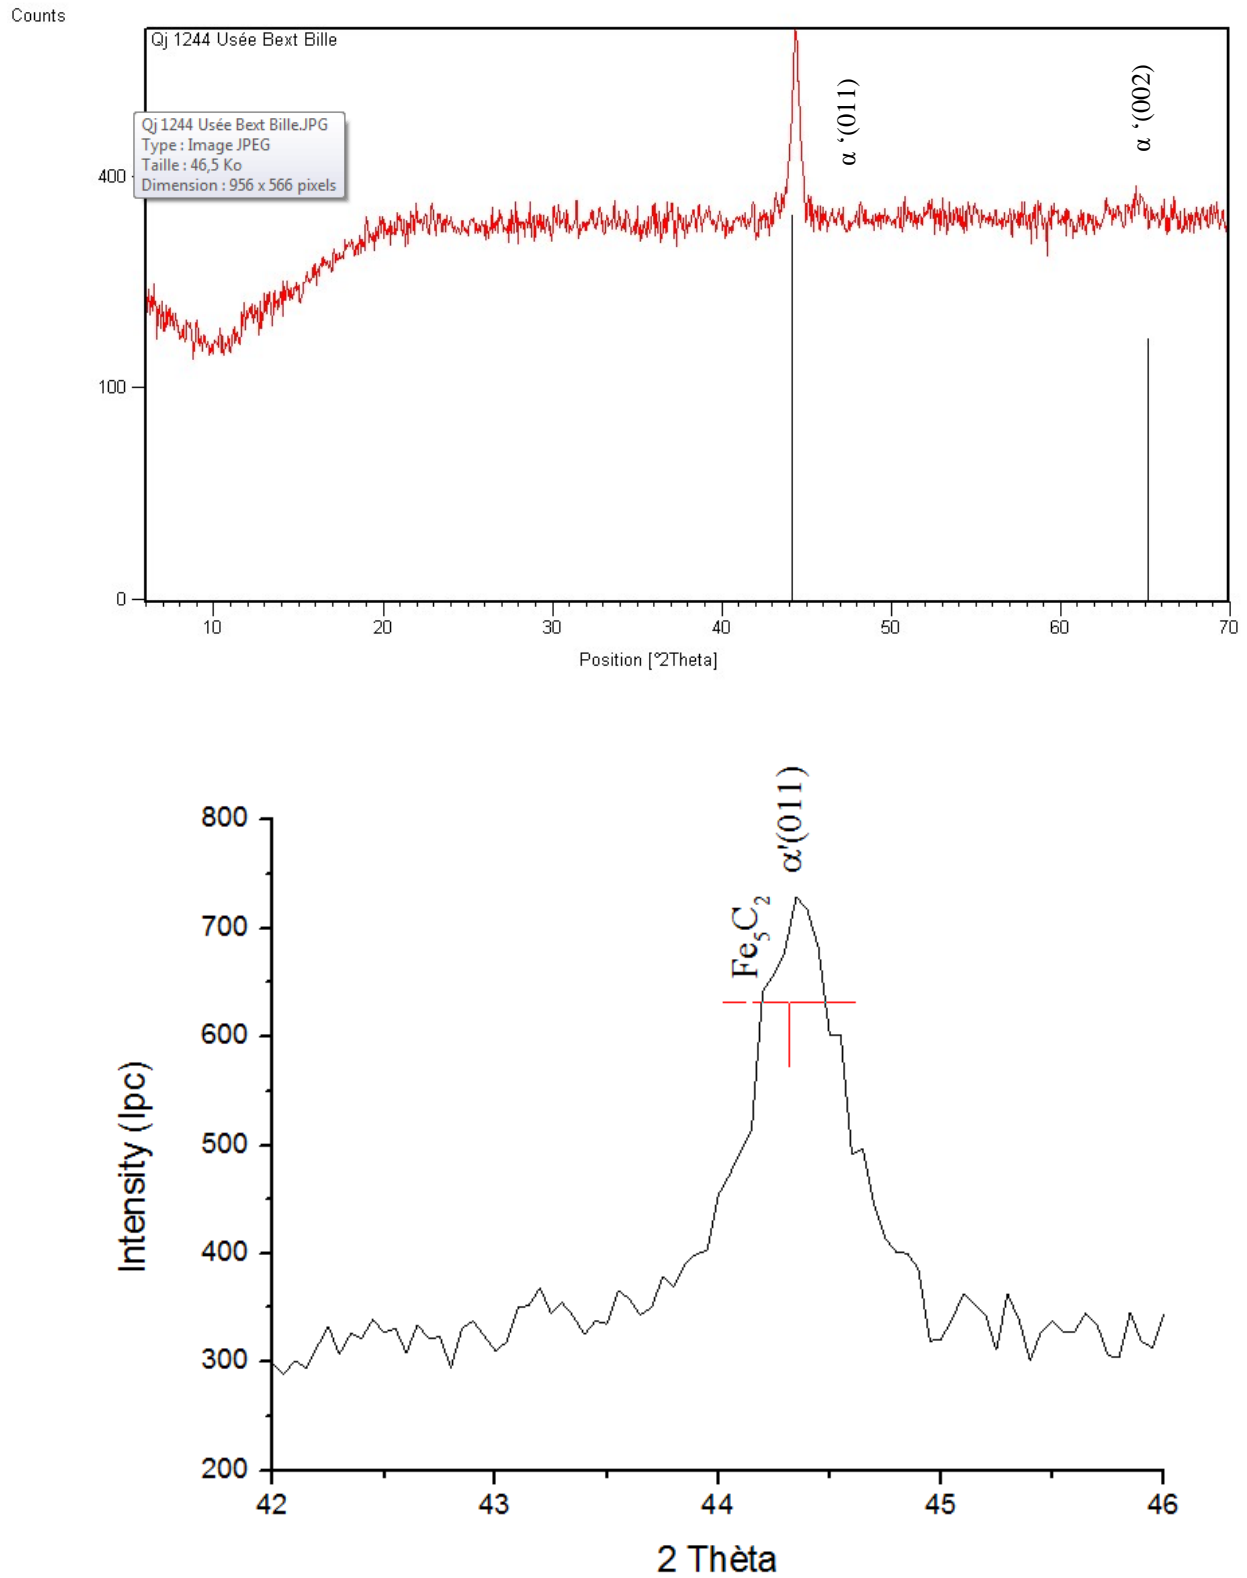 Counts
Qj 1244 Usée Bext Bille
Qj 1244 Usée Bext Bille.JPG
Type : Image JPEG
Taille : 46,5 Ko
Dimension : 956 x 566 pixels
α ‘(011)
α ‘(002)
400
100
0
10 20 30 40 50 60 70
Position [°2Theta]
α'(011)
Fe5C2
800
700
600
500
400
300
200
Intensity (Ipc)
42 43 44 45 46
2 Thèta